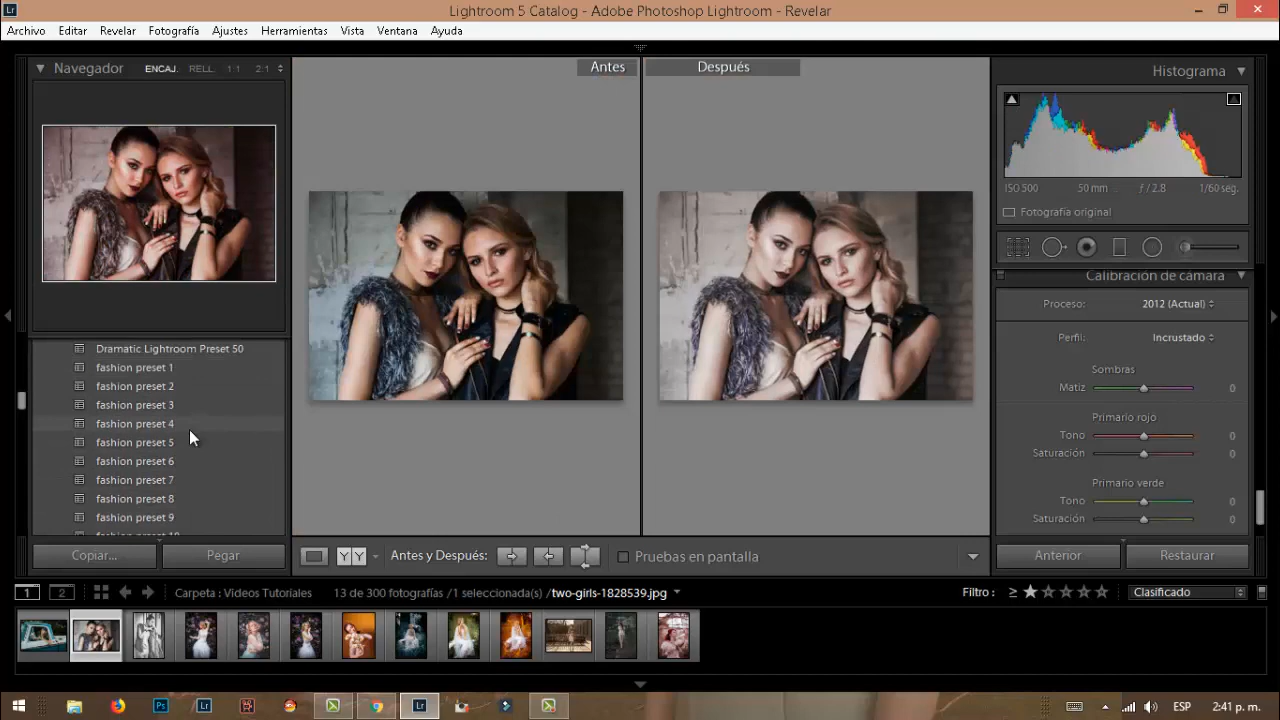 Lightroom 5 Catalog - Adobe Photoshop Lightroom - Revelar
Archivo Editar Revelar Fotografía Ajustes Herramientas Vista Ventana Ayuda
Navegador ENCAJ. RELL. 1:1 2:1
Antes
Después
Histograma
ISO 500 50 mm ƒ / 2.8 1/60 seg.
Fotografía original
Calibración de cámara
Proceso: 2012 (Actual)
Perfil: Incrustado
Sombras
Matiz 0
Primario rojo
Tono 0
Saturación 0
Primario verde
Tono 0
Saturación 0
Dramatic Lightroom Preset 50
fashion preset 1
fashion preset 2
fashion preset 3
fashion preset 4
fashion preset 5
fashion preset 6
fashion preset 7
fashion preset 8
fashion preset 9
fashion preset 10
Copiar... Pegar
YY Antes y Después: Pruebas en pantalla
Anterior Restaurar
1 2 Carpeta : Videos Tutoriales 13 de 300 fotografías /1 seleccionada(s) /two-girls-1828539.jpg
Filtro : ≥ Clasificado
ESP 2:41 p. m.